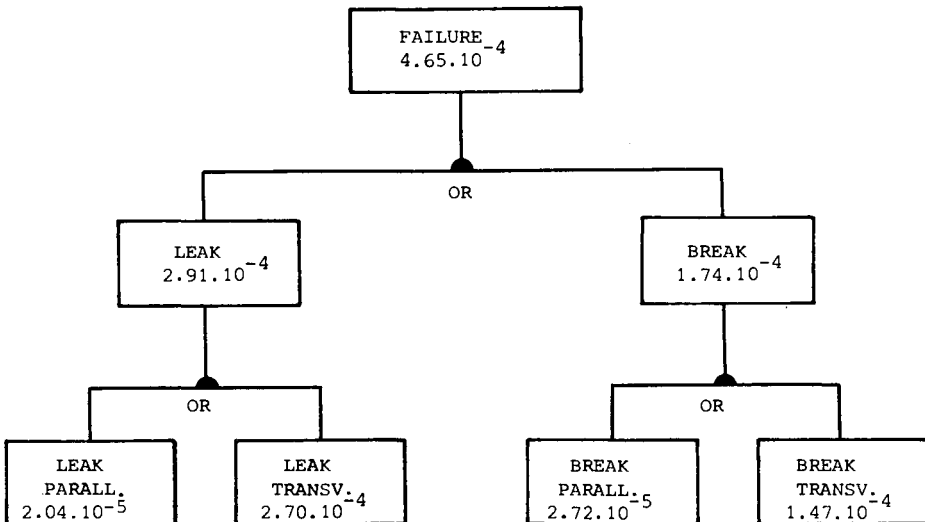 FAILURE
4.65.10⁻⁴
OR
LEAK
2.91.10⁻⁴
BREAK
1.74.10⁻⁴
OR
OR
LEAK
PARALL.
2.04.10⁻⁵
LEAK
TRANSV.
2.70.10⁻⁴
BREAK
PARALL.
2.72.10⁻⁵
BREAK
TRANSV.
1.47.10⁻⁴